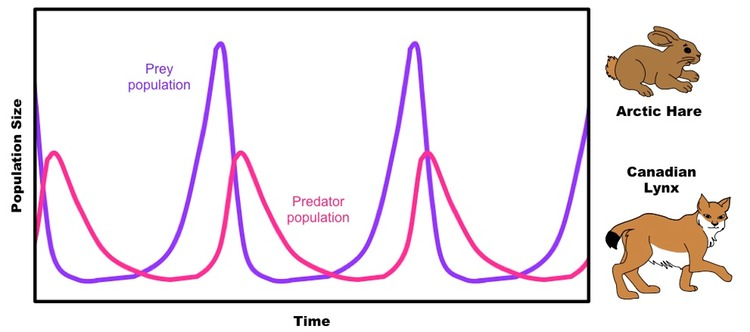 Prey
population
Predator
population
Population Size
Time
Arctic Hare
Canadian
Lynx